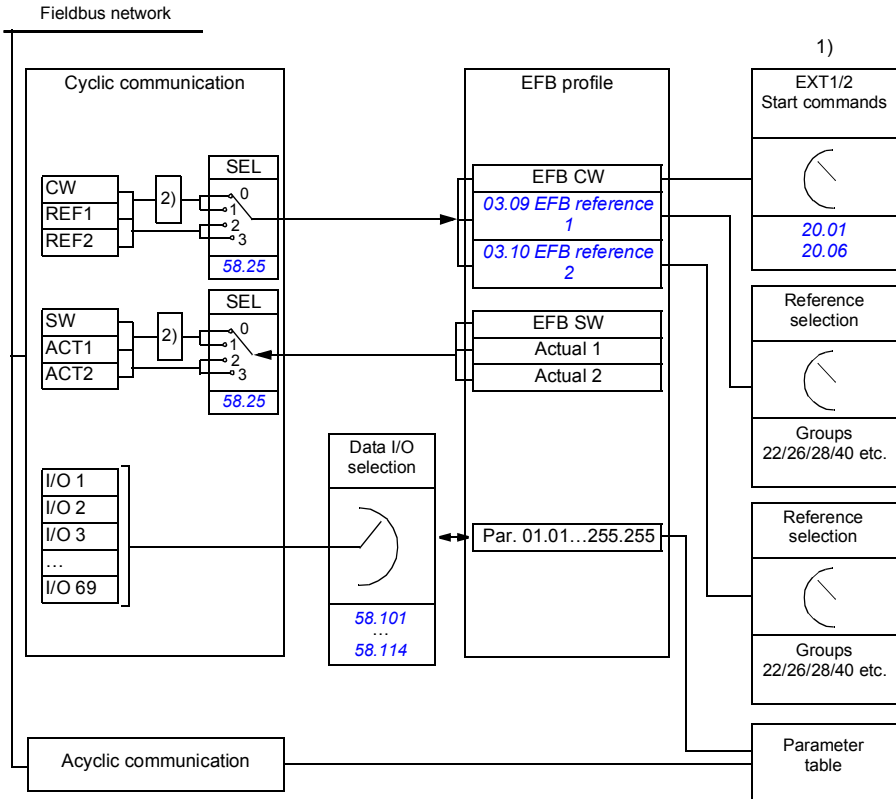 Fieldbus network
1)
Cyclic communication
EFB profile
EXT1/2
Start commands
SEL
CW
REF1
REF2
2)
0
1
2
3
58.25
EFB CW
03.09 EFB reference
1
03.10 EFB reference
2
20.01
20.06
SEL
SW
ACT1
ACT2
2)
0
1
2
3
58.25
EFB SW
Actual 1
Actual 2
Reference
selection
Groups
22/26/28/40 etc.
I/O 1
I/O 2
I/O 3
...
I/O 69
Data I/O
selection
58.101
...
58.114
Par. 01.01...255.255
Reference
selection
Groups
22/26/28/40 etc.
Acyclic communication
Parameter
table